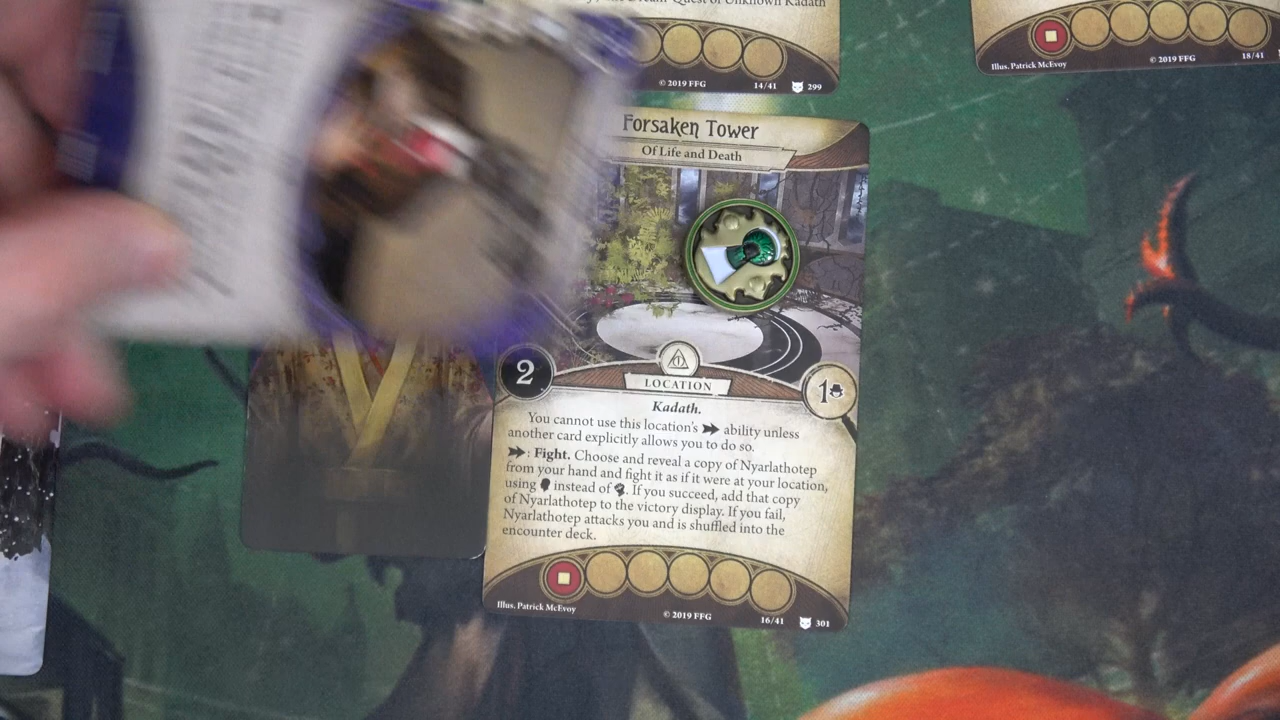 Quest of Unknown Kadath
© 2019 FFG
14/41
299
Illus. Patrick McEvoy
© 2019 FFG
18/41
Forsaken Tower
Of Life and Death
2
LOCATION
1
Kadath.
You cannot use this location's ability unless
another card explicitly allows you to do so.
: Fight. Choose and reveal a copy of Nyarlathotep
from your hand and fight it as if it were at your location,
using instead of . If you succeed, add that copy
of Nyarlathotep to the victory display. If you fail,
Nyarlathotep attacks you and is shuffled into the
encounter deck.
Illus. Patrick McEvoy
© 2019 FFG
16/41
301